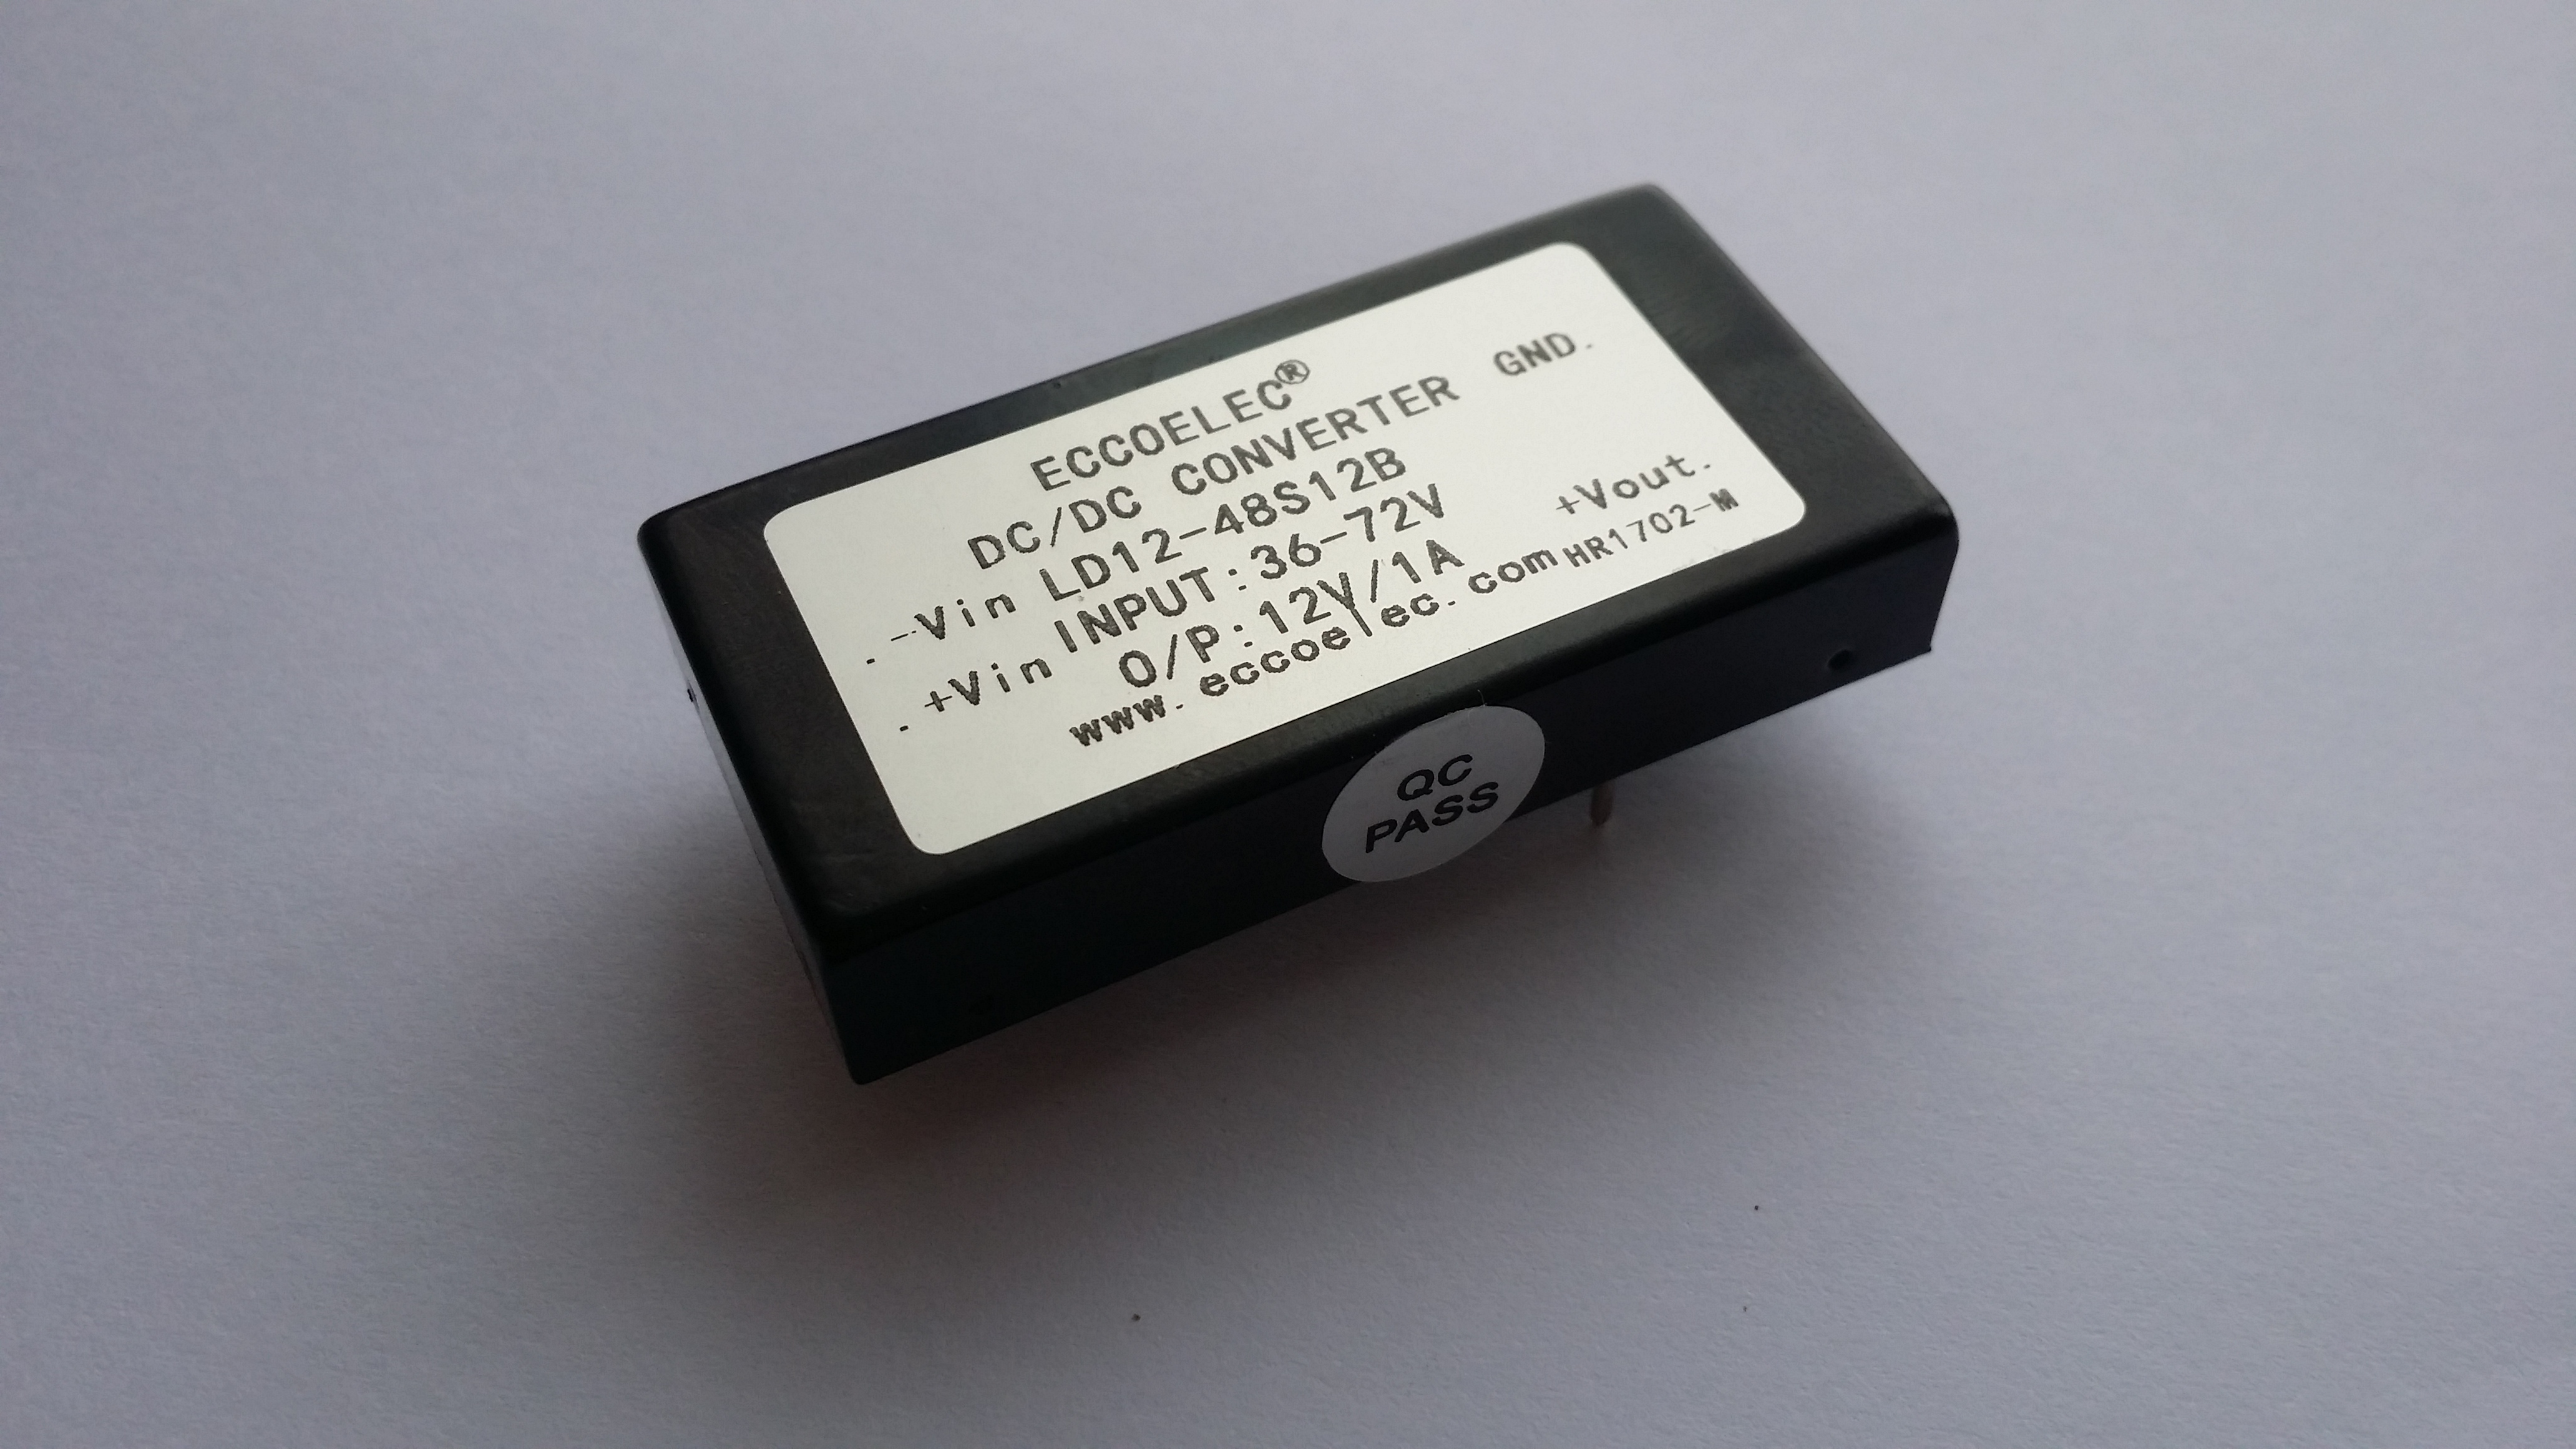 ECCOELEC®
DC/DC CONVERTER GND.
.-Vin LD12-48S12B
INPUT:36-72V +Vout.
.+Vin O/P:12V/1A
www.eccoelec.com HR1702-M
QC
PASS